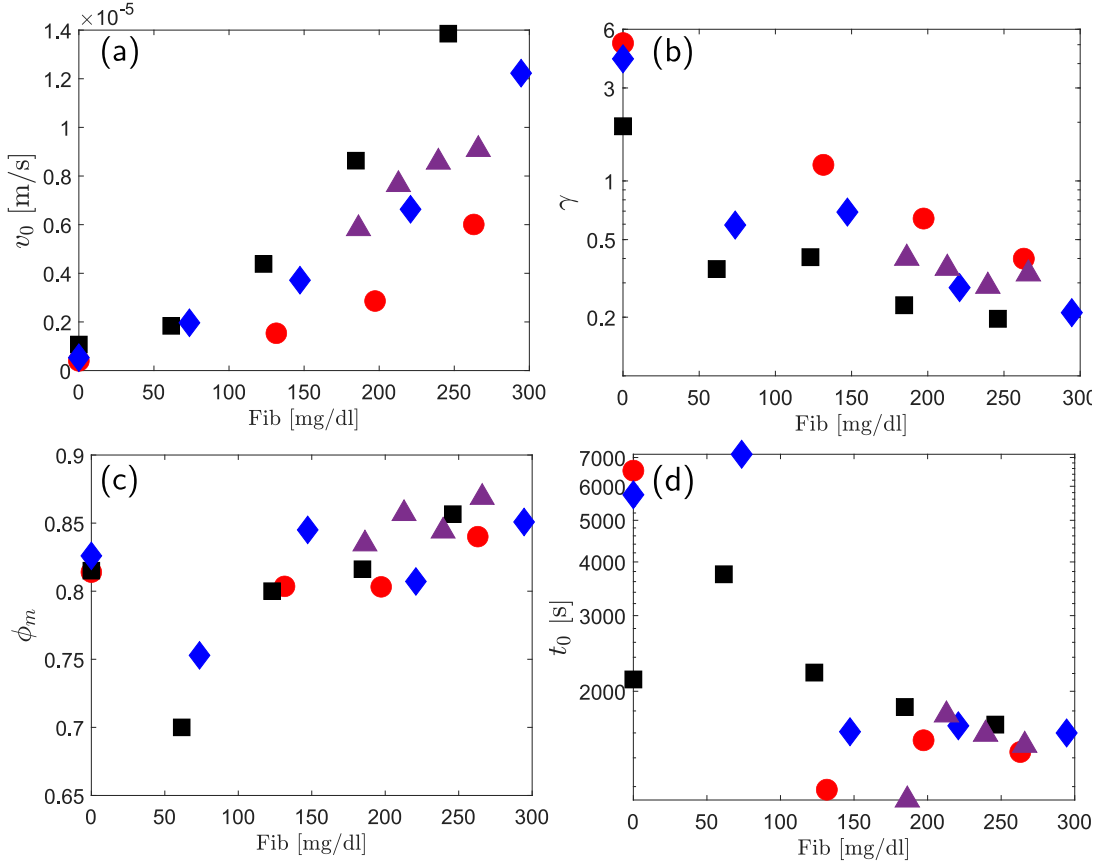 ×10⁻⁵
(a)
1.4
1.2
1
0.8
0.6
0.4
0.2
0
v₀ [m/s]
0 50 100 150 200 250 300
Fib [mg/dl]
(b)
6
3
1
0.5
0.2
γ
0 50 100 150 200 250 300
Fib [mg/dl]
(c)
0.9
0.85
0.8
0.75
0.7
0.65
ϕₘ
0 50 100 150 200 250 300
Fib [mg/dl]
(d)
7000
6000
5000
4000
3000
2000
t₀ [s]
0 50 100 150 200 250 300
Fib [mg/dl]